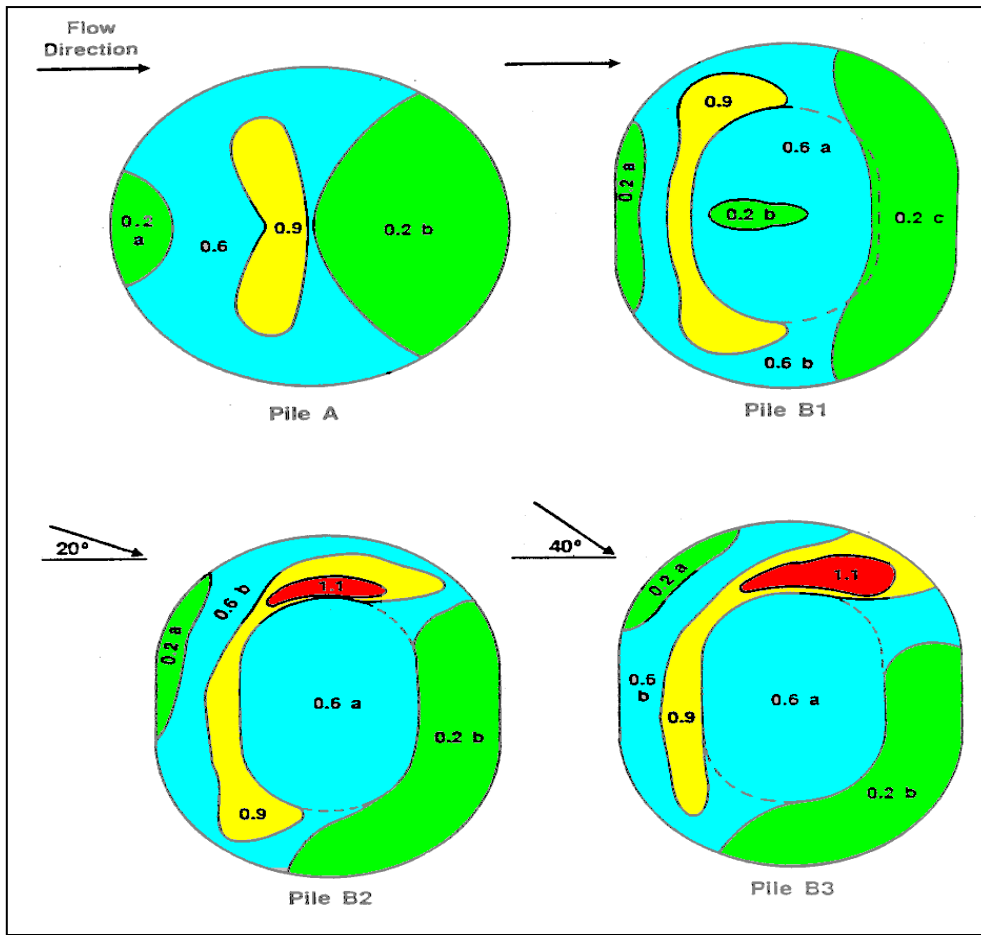 Flow
Direction
0.2
a
0.6
0.9
0.2 b
Pile A
0.9
0.6 a
0.2 a
0.2 b
0.2 c
0.6 b
Pile B1
20°
1.1
0.6 b
0.2 a
0.6 a
0.2 b
0.9
Pile B2
40°
1.1
0.2 a
0.6
b
0.6 a
0.9
0.2 b
Pile B3